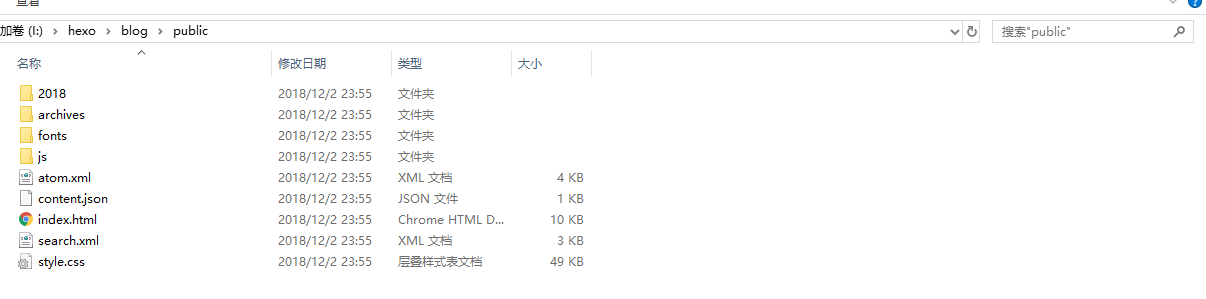 查看
加卷 (I:) › hexo › blog › public 搜索"public"
名称 修改日期 类型 大小
2018 2018/12/2 23:55 文件夹
archives 2018/12/2 23:55 文件夹
fonts 2018/12/2 23:55 文件夹
js 2018/12/2 23:55 文件夹
atom.xml 2018/12/2 23:55 XML 文档 4 KB
content.json 2018/12/2 23:55 JSON 文件 1 KB
index.html 2018/12/2 23:55 Chrome HTML D... 10 KB
search.xml 2018/12/2 23:55 XML 文档 3 KB
style.css 2018/12/2 23:55 层叠样式表文档 49 KB